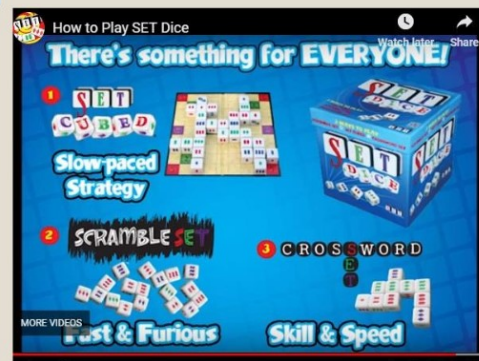 How to Play SET Dice
Watch later
Share
There's something for EVERYONE!
1
SET
CUBED
Slow-paced
Strategy
SET
DICE
2
SCRAMBLE SET
Fast & Furious
3
CROSSWORD
SET
Skill & Speed
MORE VIDEOS